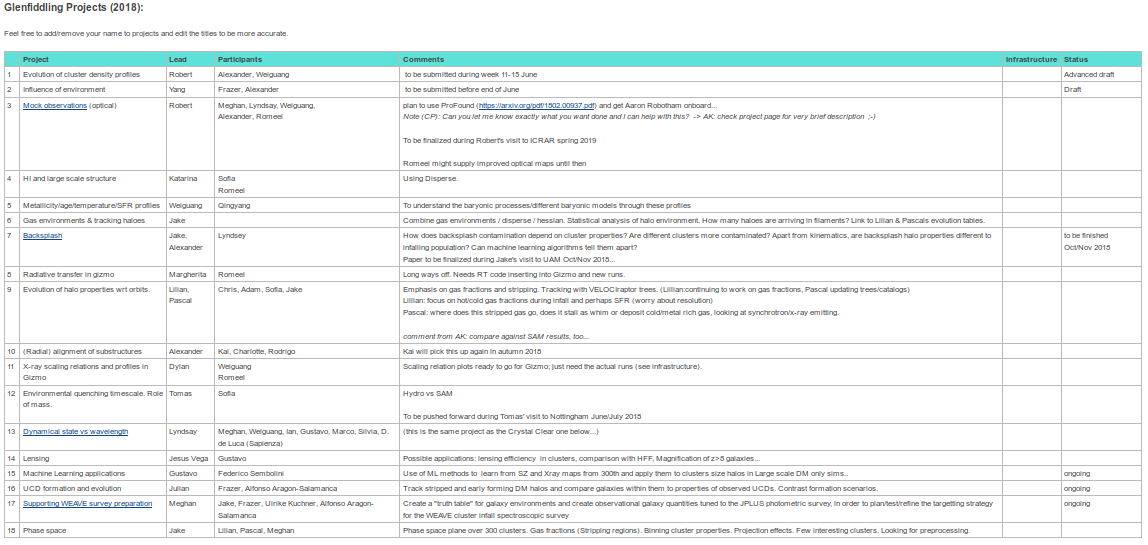 Glenfiddling Projects (2018):
Feel free to add/remove your name to projects and edit the titles to be more accurate.
Project Lead Participants Comments Infrastructure Status
1 Evolution of cluster density profiles Robert Alexander, Weiguang to be submitted during week 11-15 June Advanced draft
2 Influence of environment Yang Frazer, Alexander to be submitted before end of June Draft
3 Mock observations (optical) Robert Meghan, Lyndsay, Weiguang, plan to use ProFound (https://arxiv.org/pdf/1802.00937.pdf) and get Aaron Robotham onboard...
Alexander, Romeel Note (CP): Can you let me know exactly what you want done and I can help with this? -> AK: check project page for very brief description ;-)
To be finalized during Robert's visit to ICRAR spring 2019
Romeel might supply improved optical maps until then
4 HI and large scale structure Katarina Sofia Using Disperse.
Romeel
5 Metallicity/age/temperature/SFR profiles Weiguang Qingyang To understand the baryonic processes/different baryonic models through these profiles
6 Gas environments & tracking haloes Jake Combine gas environments / disperse / hessian. Statistical analysis of halo environment. How many haloes are arriving in filaments? Link to Lilian & Pascals evolution tables.
7 Backsplash Jake, Lyndsey How does backsplash contamination depend on cluster properties? Are different clusters more contaminated? Apart from kinematics, are backsplash halo properties different to to be finished
Alexander infalling population? Can machine learning algorithms tell them apart? Oct/Nov 2018
Paper to be finalized during Jake's visit to UAM Oct/Nov 2018...
8 Radiative transfer in gizmo Margherita Romeel Long ways off. Needs RT code inserting into Gizmo and new runs.
9 Evolution of halo properties wrt orbits. Lilian, Chris, Adam, Sofia, Jake Emphasis on gas fractions and stripping. Tracking with VELOCIraptor trees. (Lillian:continuing to work on gas fractions, Pascal updating trees/catalogs)
Pascal Lillian: focus on hot/cold gas fractions during infall and perhaps SFR (worry about resolution)
Pascal: where does this stripped gas go, does it stall as whim or deposit cold/metal rich gas, looking at synchrotron/x-ray emitting.
comment from AK: compare against SAM results, too...
10 (Radial) alignment of substructures Alexander Kai, Charlotte, Rodrigo Kai will pick this up again in autumn 2018
11 X-ray scaling relations and profiles in Dylan Weiguang Scaling relation plots ready to go for Gizmo; just need the actual runs (see infrastructure).
Gizmo Romeel
12 Environmental quenching timescale. Role Tomas Sofia Hydro vs SAM
of mass.
To be pushed forward during Tomas' visit to Nottingham June/July 2018
13 Dynamical state vs wavelength Lyndsay Meghan, Weiguang, Ian, Gustavo, Marco, Silvia, D. (this is the same project as the Crystal Clear one below...)
de Luca (Sapienza)
14 Lensing Jesus Vega Gustavo Possible applications: lensing efficiency in clusters, comparison with HFF, Magnification of z>8 galaxies...
15 Machine Learning applications Gustavo Federico Sembolini Use of ML methods to learn from SZ and Xray maps from 300th and apply them to clusters size halos in Large scale DM only sims.. ongoing
16 UCD formation and evolution Julian Frazer, Alfonso Aragon-Salamanca Track stripped and early forming DM halos and compare galaxies within them to properties of observed UCDs. Contrast formation scenarios. ongoing
17 Supporting WEAVE survey preparation Meghan Jake, Frazer, Ulrike Kuchner, Alfonso Aragon- Create a "truth table" for galaxy environments and create observational galaxy quantities tuned to the JPLUS photometric survey, in order to plan/test/refine the targetting strategy ongoing
Salamanca for the WEAVE cluster infall spectroscopic survey
18 Phase space Jake Lilian, Pascal, Meghan Phase space plane over 300 clusters. Gas fractions (Stripping regions). Binning cluster properties. Projection effects. Few interesting clusters. Looking for preprocessing.